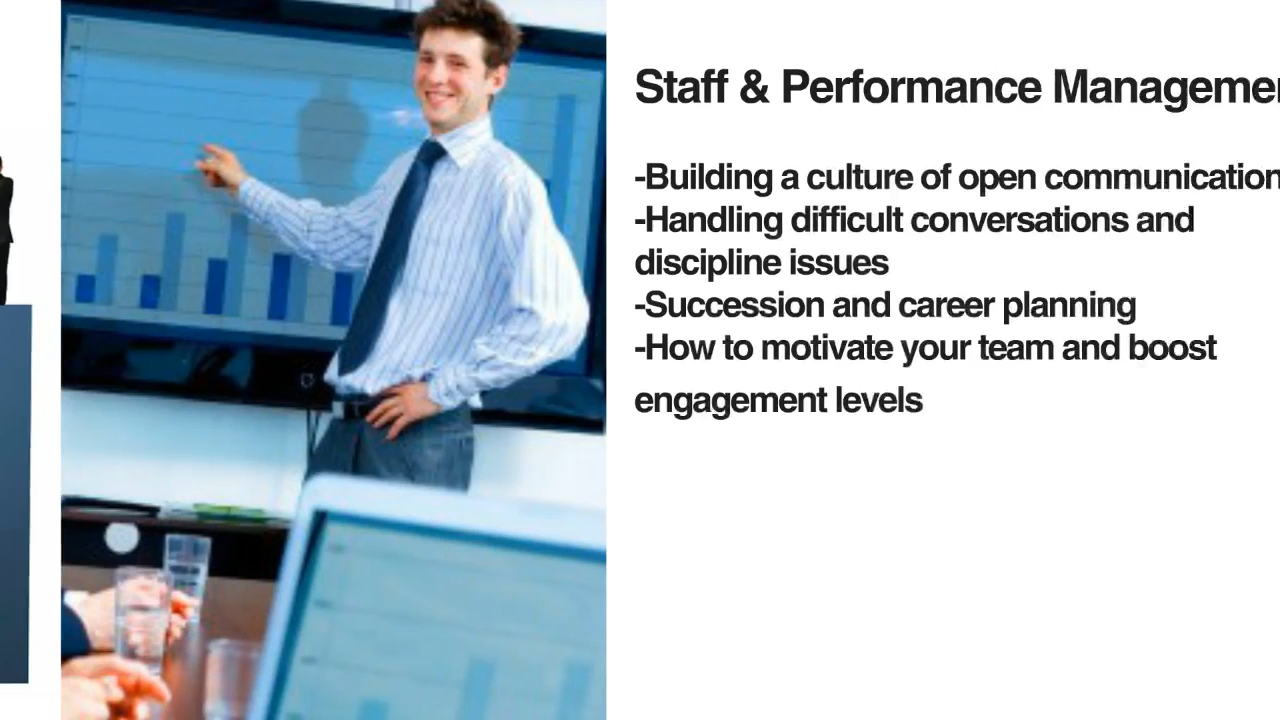 Staff & Performance Managemen
-Building a culture of open communication
-Handling difficult conversations and
discipline issues
-Succession and career planning
-How to motivate your team and boost
engagement levels